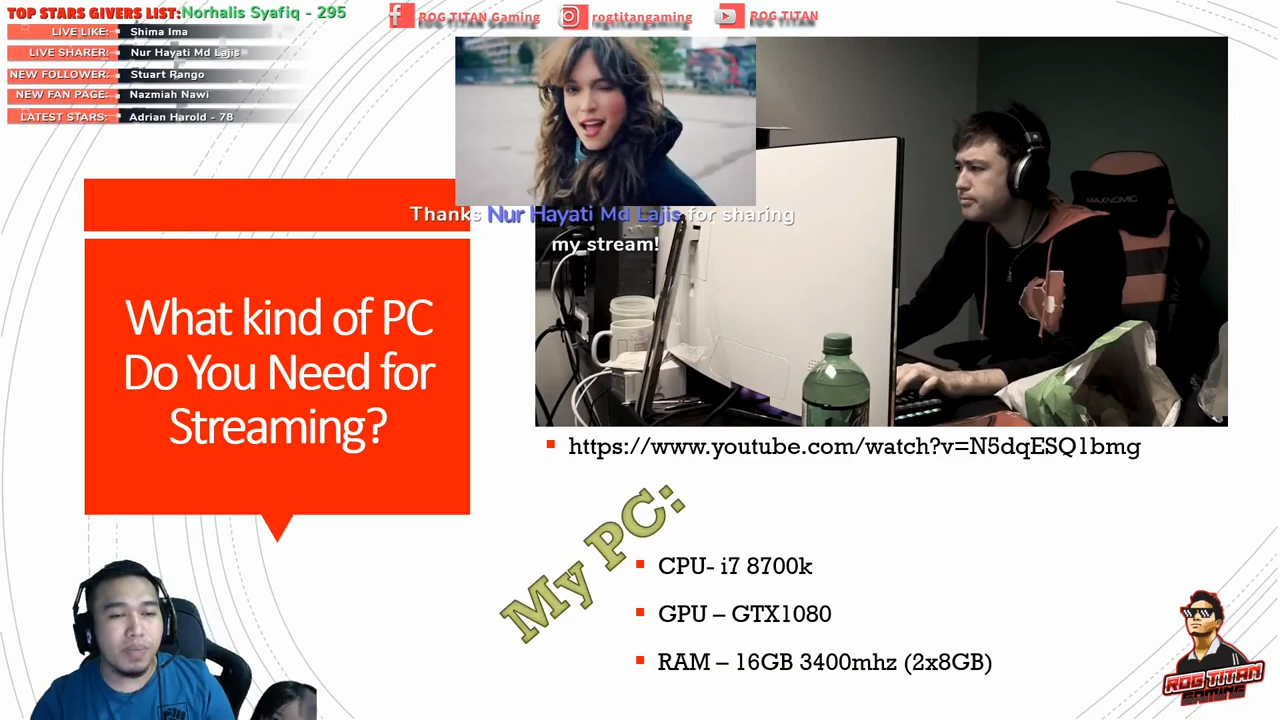 TOP STARS GIVERS LIST: Norhalis Syafiq - 295
LIVE LIKE: Shima Ima
LIVE SHARER: Nur Hayati Md Lajis
NEW FOLLOWER: Stuart Rango
NEW FAN PAGE: Nazmiah Nawi
LATEST STARS: Adrian Harold - 78
ROG TITAN Gaming
rogtitangaming
ROG TITAN
MAXNOMIC
Thanks Nur Hayati Md Lajis for sharing
my stream!
What kind of PC
Do You Need for
Streaming?
https://www.youtube.com/watch?v=N5dqESQ1bmg
My PC:
CPU- i7 8700k
GPU – GTX1080
RAM – 16GB 3400mhz (2x8GB)
ROG TITAN
GAMING